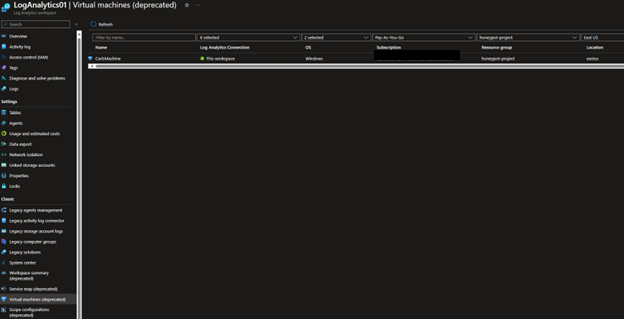 LogAnalytics01 | Virtual machines (deprecated)
Log Analytics workspace
Search
Refresh
Overview
Activity log
Access control (IAM)
Tags
Diagnose and solve problems
Logs
Settings
Tables
Agents
Usage and estimated costs
Data export
Network isolation
Linked storage accounts
Properties
Locks
Classic
Legacy agents management
Legacy activity log connector
Legacy storage account logs
Legacy computer groups
Legacy solutions
System center
Workspace summary
(deprecated)
Service map (deprecated)
Virtual machines (deprecated)
Scope configurations
(deprecated)
Filter by name... 8 selected 2 selected Pay-As-You-Go honeypot-project East US
Name Log Analytics Connection OS Subscription Resource group Location
CarlsMachine This workspace Windows honeypot-project eastus